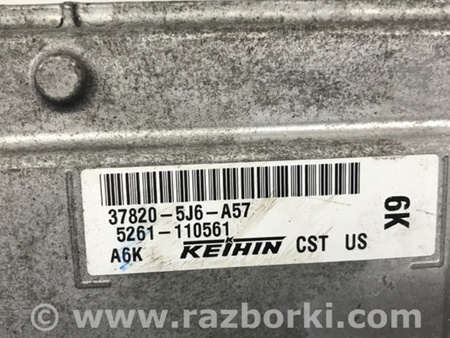 37820-5J6-A57
5261-110561
A6K KEIHIN CST US
6K
© www.razborki.com